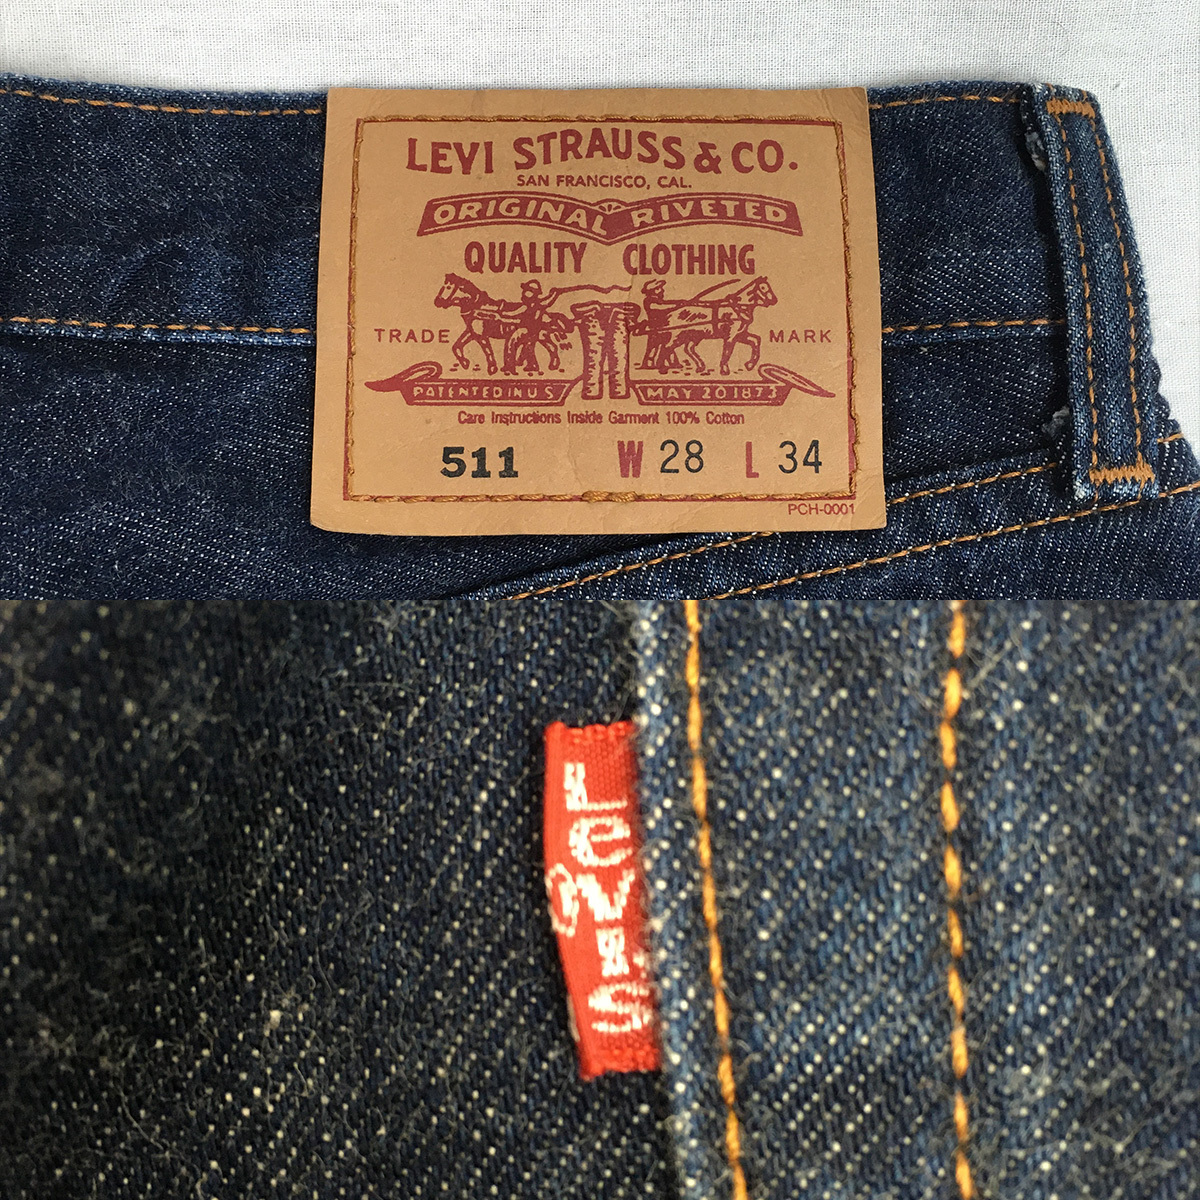 LEVI STRAUSS & CO.
SAN FRANCISCO, CAL.
ORIGINAL RIVETED
QUALITY CLOTHING
TRADE MARK
PATENTED IN U S MAY 20 1873
Care Instructions Inside Garment 100% Cotton
511 W 28 L 34
PCH-0001
Levi's